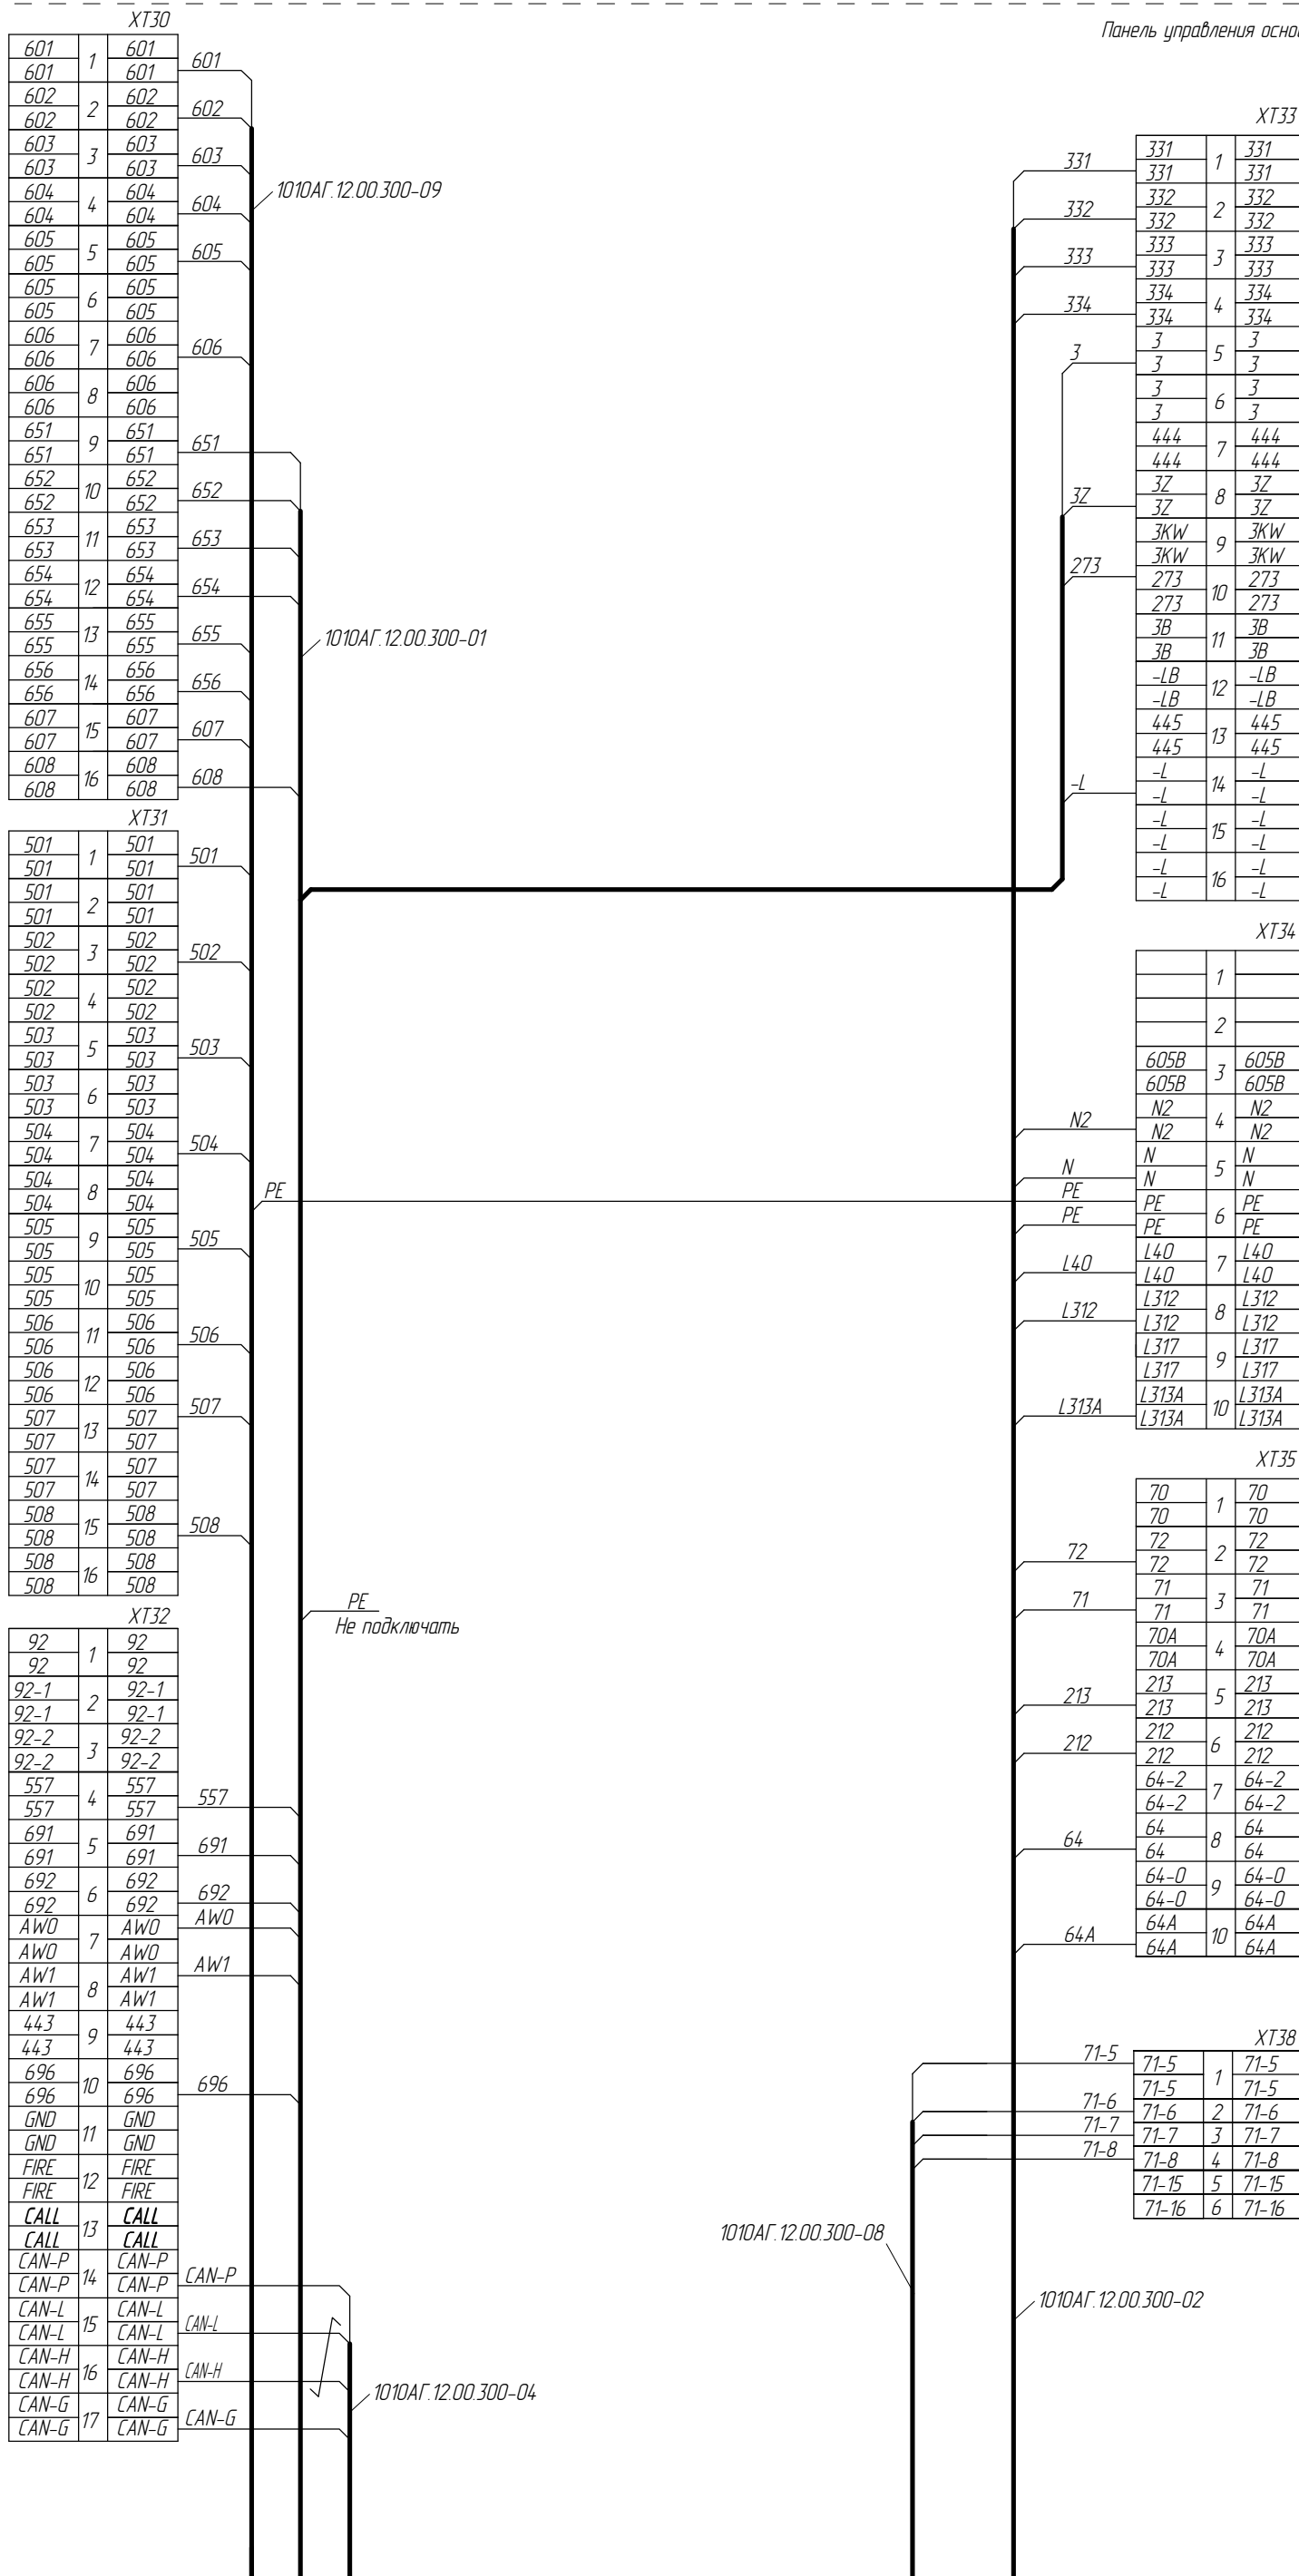 Панель управления осно
XT30
601 1 601
601 601 601
602 2 602
602 602 602
603 3 603
603 603 603
604 4 604
604 604 604
605 5 605
605 605 605
605 6 605
605 605
606 7 606
606 606 606
606 8 606
606 606
651 9 651
651 651 651
652 10 652
652 652 652
653 11 653
653 653 653
654 12 654
654 654 654
655 13 655
655 655 655
656 14 656
656 656 656
607 15 607
607 607 607
608 16 608
608 608 608
1010АГ.12.00.300-09
1010АГ.12.00.300-01
XT31
501 1 501
501 501 501
501 2 501
501 501
502 3 502
502 502 502
502 4 502
502 502
503 5 503
503 503 503
503 6 503
503 503
504 7 504
504 504 504
504 8 504
504 504
505 9 505
505 505 505
505 10 505
505 505
506 11 506
506 506 506
506 12 506
506 506
507 13 507 507
507 507
507 14 507
507 507
508 15 508
508 508 508
508 16 508
508 508
PE
PE
Не подключать
XT32
92 1 92
92 92
92-1 2 92-1
92-1 92-1
92-2 3 92-2
92-2 92-2
557 4 557
557 557 557
691 5 691
691 691 691
692 6 692
692 692 692
AW0 7 AW0 AW0
AW0 AW0
AW1 8 AW1 AW1
AW1 AW1
443 9 443
443 443
696 10 696
696 696 696
GND 11 GND
GND GND
FIRE 12 FIRE
FIRE FIRE
CALL 13 CALL
CALL CALL
CAN-P 14 CAN-P
CAN-P CAN-P CAN-P
CAN-L 15 CAN-L
CAN-L CAN-L CAN-L
CAN-H 16 CAN-H
CAN-H CAN-H CAN-H
CAN-G 17 CAN-G
CAN-G CAN-G CAN-G
1010АГ.12.00.300-04
XT33
331 1 331
331 331 331
332 2 332
332 332 332
333 3 333
333 333 333
334 4 334
334 334 334
3 5 3
3 3 3
3 6 3
3 3
444 7 444
444 444
3Z 8 3Z
3Z 3Z 3Z
3KW 9 3KW
3KW 3KW
273 273 10 273
273 273
3B 11 3B
3B 3B
-LB 12 -LB
-LB -LB
445 13 445
445 445
-L 14 -L
-L -L -L
-L 15 -L
-L -L
-L 16 -L
-L -L
XT34
1
2
605B 3 605B
605B 605B
N2 4 N2
N2 N2 N2
N 5 N
N N N
PE PE 6 PE
PE PE PE
L40 7 L40
L40 L40 L40
L312 8 L312
L312 L312 L312
L317 9 L317
L317 L317
L313A 10 L313A
L313A L313A L313A
XT35
70 1 70
70 70
72 2 72
72 72 72
71 3 71
71 71 71
70A 4 70A
70A 70A
213 5 213
213 213 213
212 6 212
212 212 212
64-2 7 64-2
64-2 64-2
64 8 64
64 64 64
64-0 9 64-0
64-0 64-0
64A 10 64A
64A 64A 64A
XT38
71-5 71-5 1 71-5
71-5 71-5
71-6 71-6 2 71-6
71-7 71-7 3 71-7
71-8 71-8 4 71-8
71-15 5 71-15
71-16 6 71-16
1010АГ.12.00.300-08
1010АГ.12.00.300-02